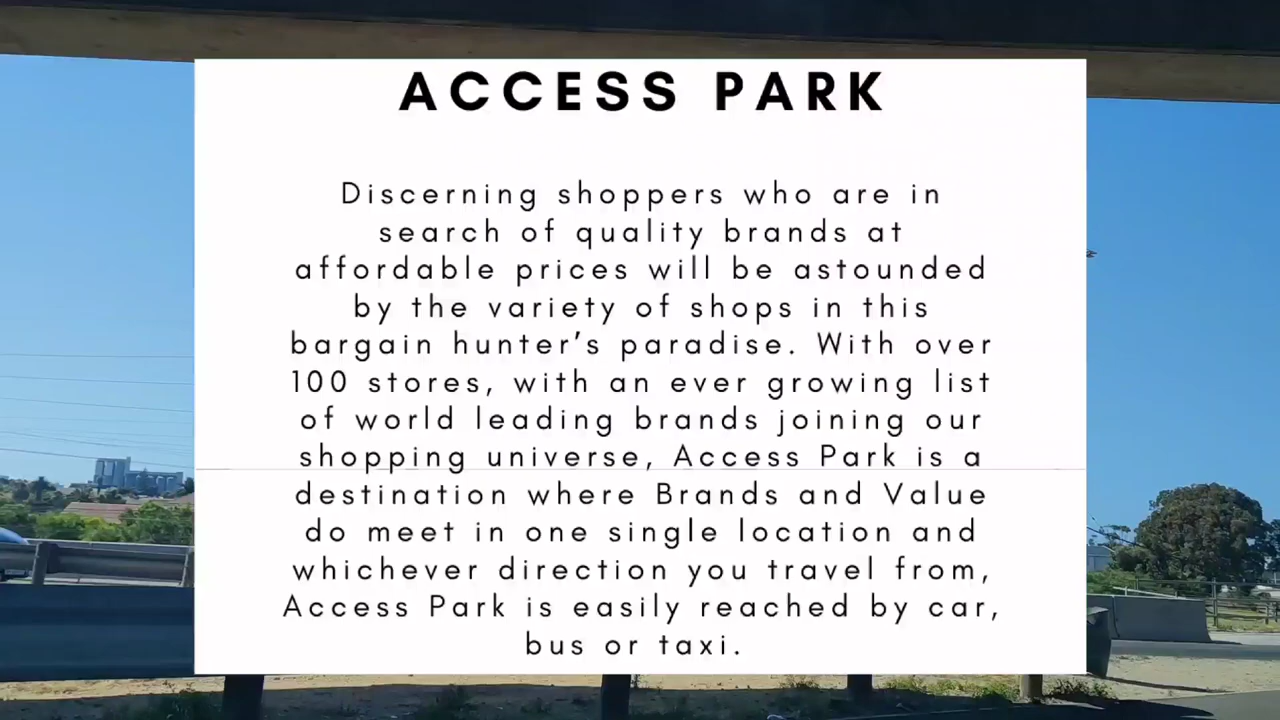 ACCESS PARK
Discerning shoppers who are in
search of quality brands at
affordable prices will be astounded
by the variety of shops in this
bargain hunter's paradise. With over
100 stores, with an ever growing list
of world leading brands joining our
shopping universe, Access Park is a
destination where Brands and Value
do meet in one single location and
whichever direction you travel from,
Access Park is easily reached by car,
bus or taxi.